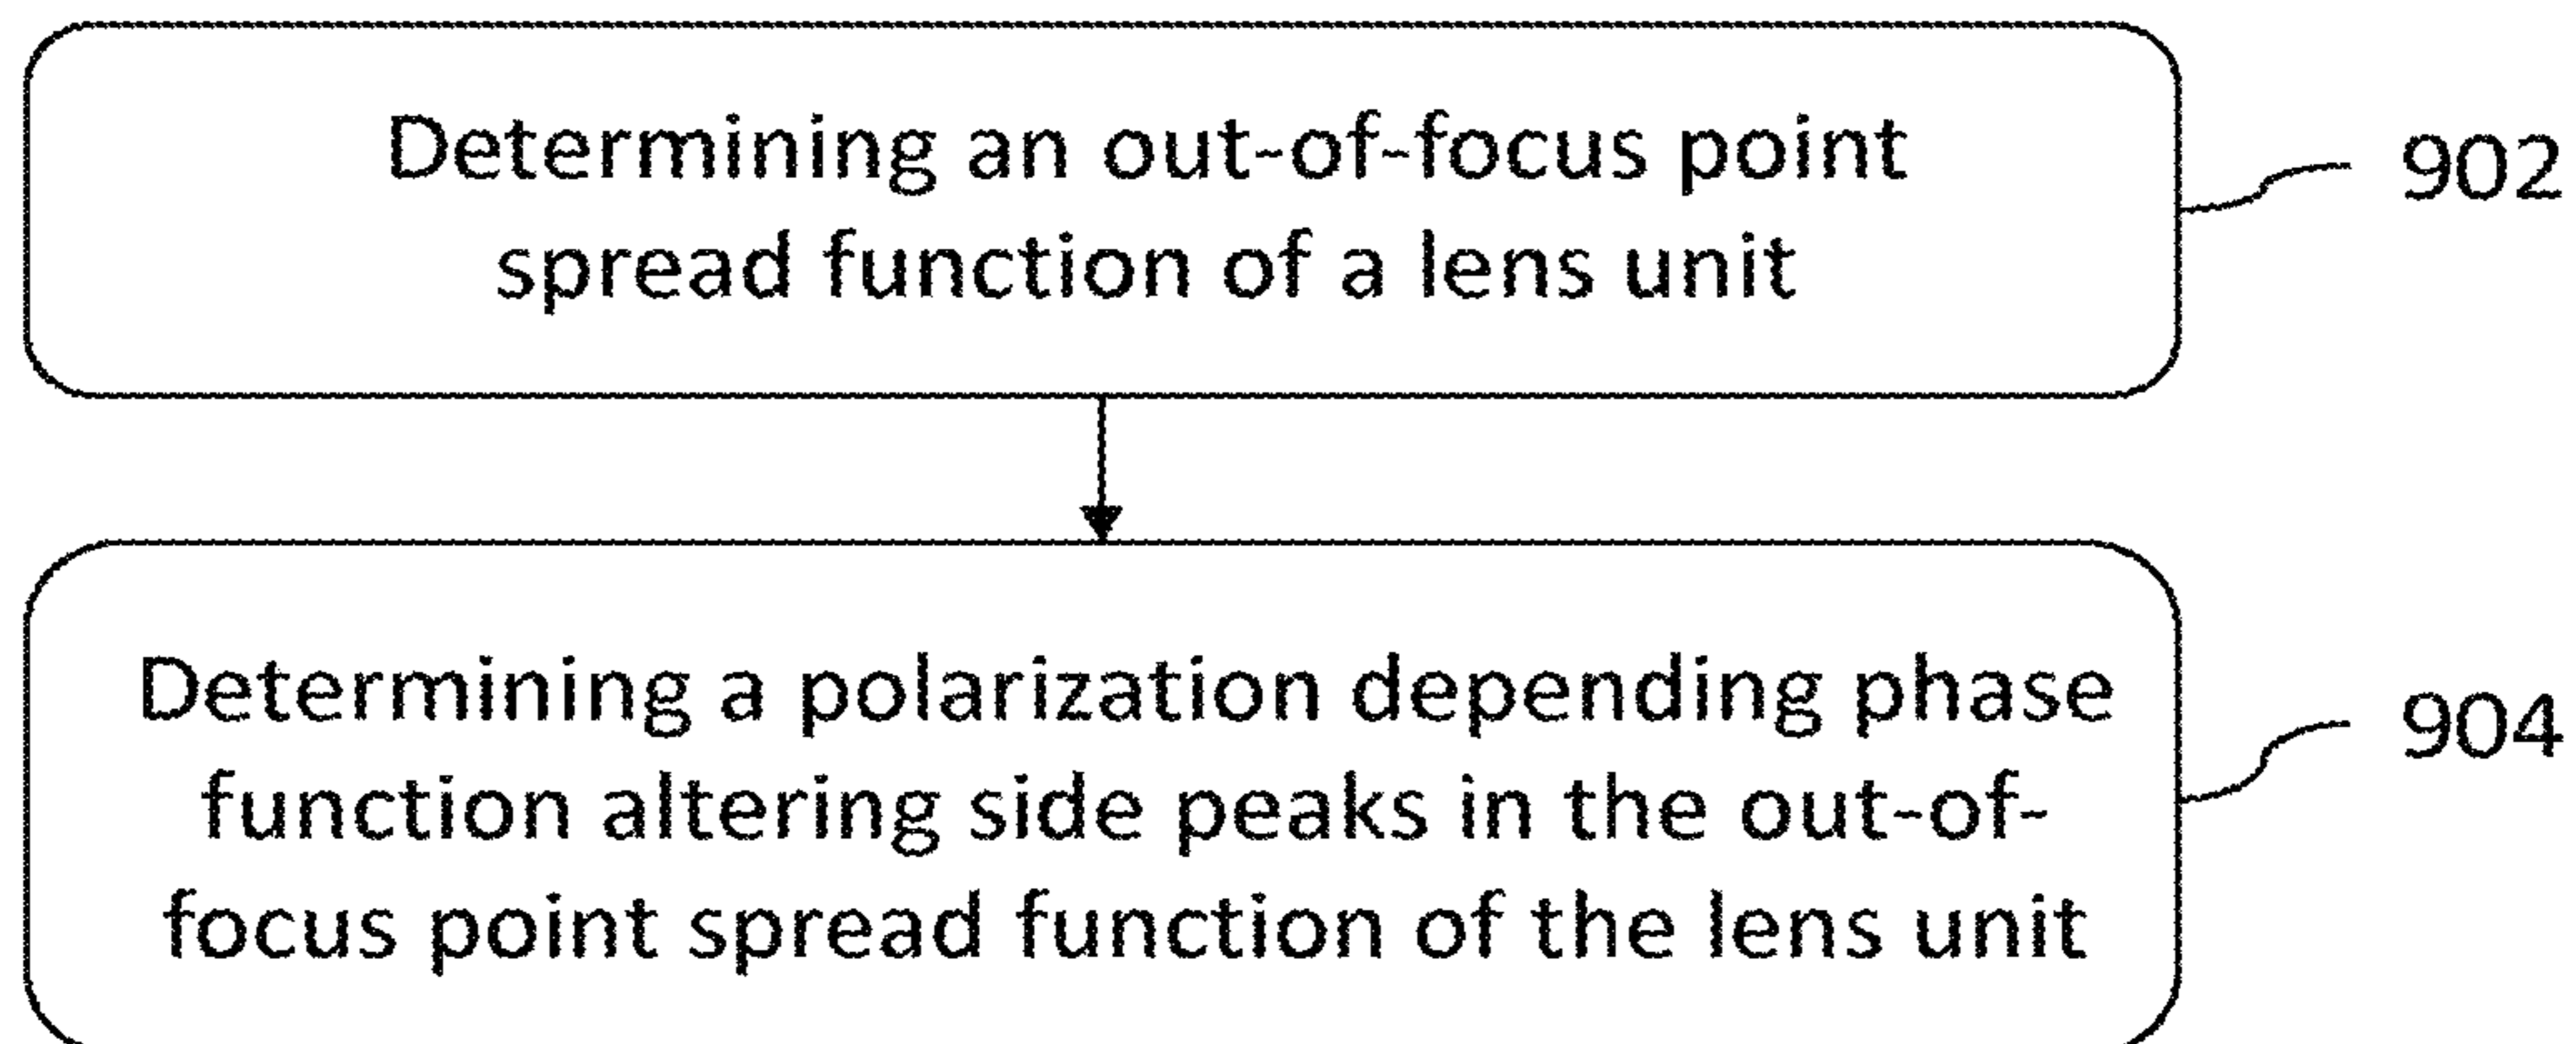 Determining an out-of-focus point
spread function of a lens unit
902
Determining a polarization depending phase
function altering side peaks in the out-of-
focus point spread function of the lens unit
904